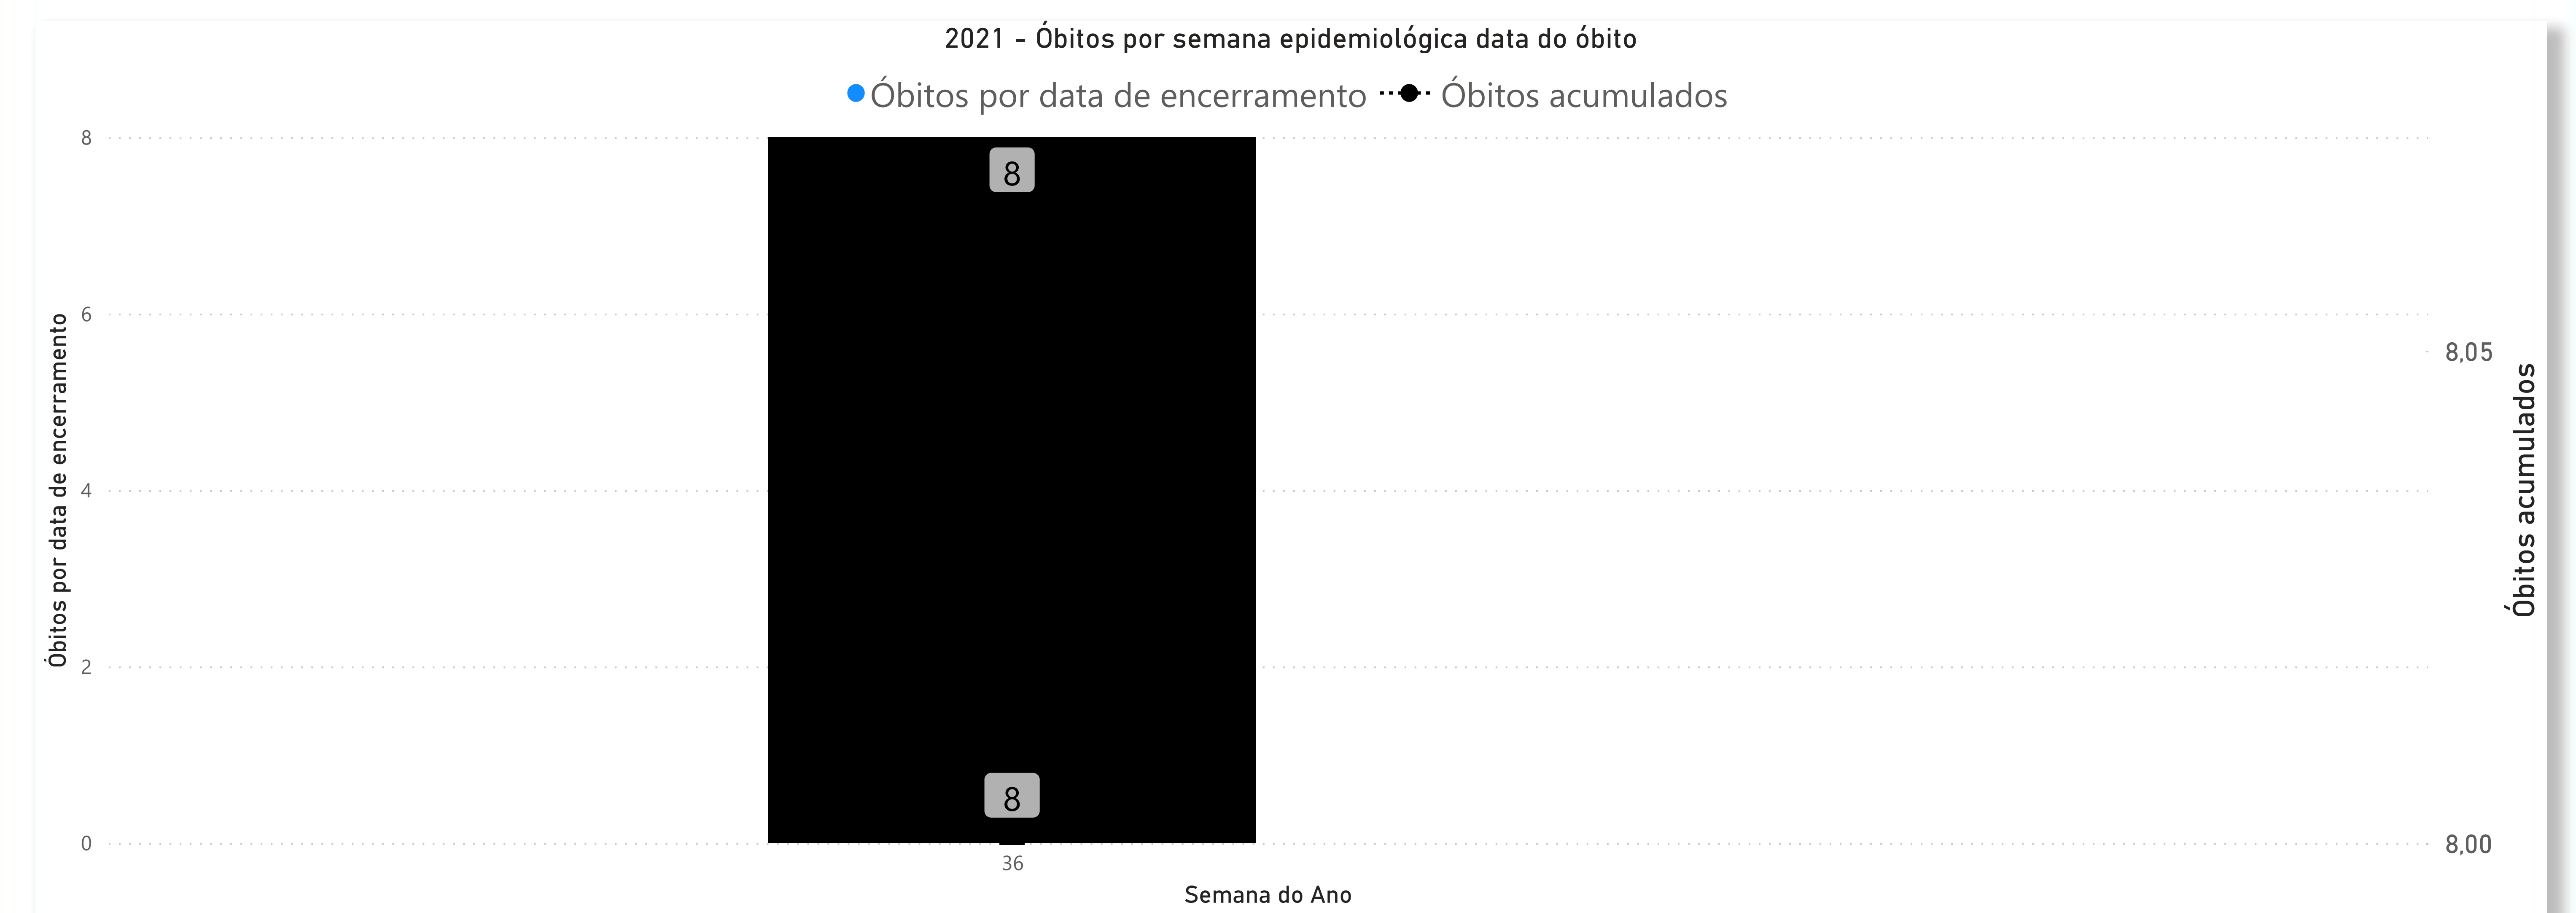 2021 - Óbitos por semana epidemiológica data do óbito
Óbitos por data de encerramento
Óbitos acumulados
8
6
4
2
0
Óbitos por data de encerramento
8
8
36
Semana do Ano
8,05
8,00
Óbitos acumulados